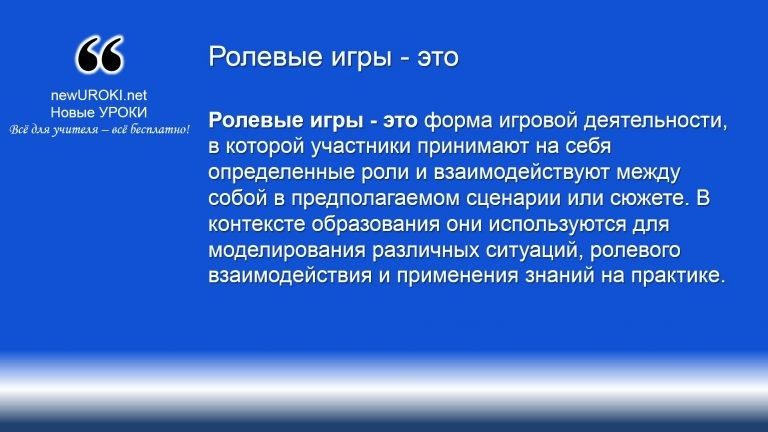 ❝
newUROKI.net
Новые УРОКИ
Всё для учителя – всё бесплатно!
Ролевые игры - это
Ролевые игры - это форма игровой деятельности,
в которой участники принимают на себя
определенные роли и взаимодействуют между
собой в предполагаемом сценарии или сюжете. В
контексте образования они используются для
моделирования различных ситуаций, ролевого
взаимодействия и применения знаний на практике.